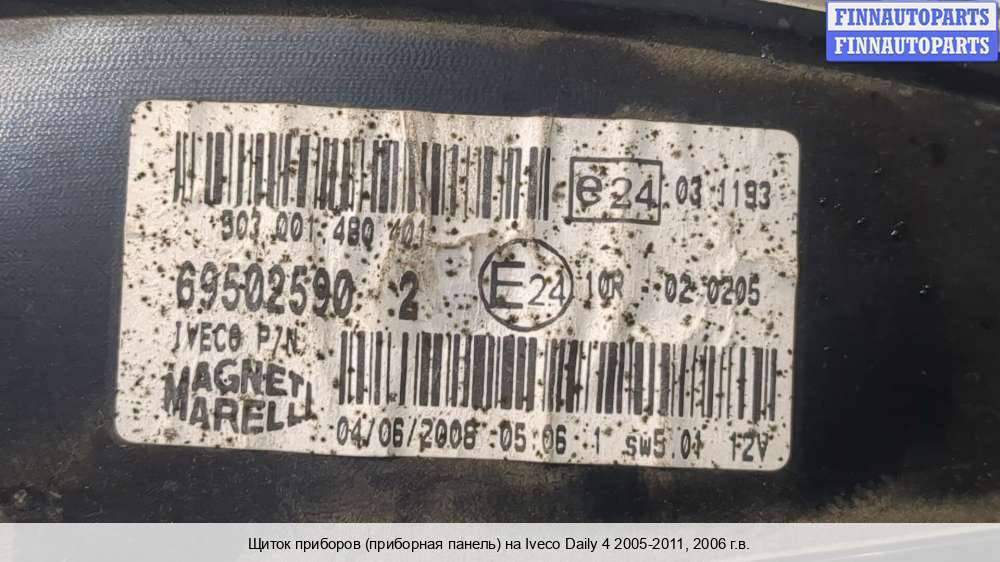 FINNAUTOPARTS
FINNAUTOPARTS
e24 03 1193
503 001 480 401
69502590 2 E24 10R 02 0205
IVECO P/N
MAGNETI
MARELLI
04/06/2008 05:06 1 sw5.01 12V
Щиток приборов (приборная панель) на Iveco Daily 4 2005-2011, 2006 г.в.